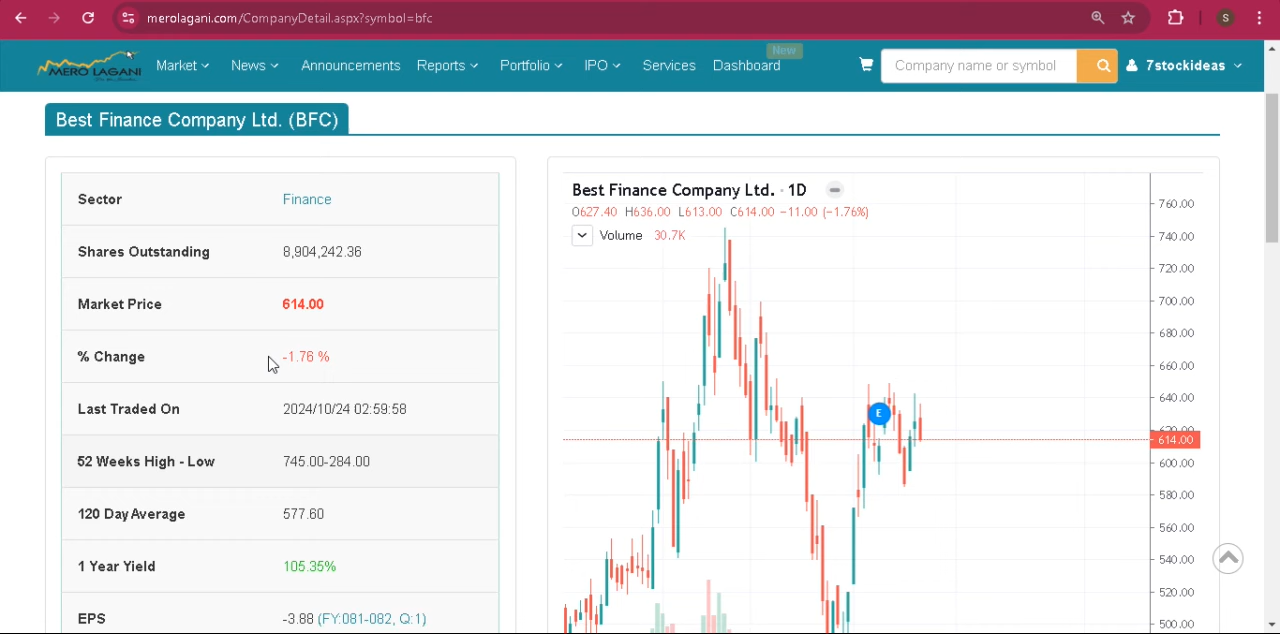 merolagani.com/CompanyDetail.aspx?symbol=bfc
S
MERO LAGANI
Market
News
Announcements
Reports
Portfolio
IPO
Services
Dashboard
New
Company name or symbol
7stockideas
Best Finance Company Ltd. (BFC)
Sector Finance
Shares Outstanding 8,904,242.36
Market Price 614.00
% Change -1.76 %
Last Traded On 2024/10/24 02:59:58
52 Weeks High - Low 745.00-284.00
120 Day Average 577.60
1 Year Yield 105.35%
EPS -3.88 (FY:081-082, Q:1)
Best Finance Company Ltd. · 1D
O627.40 H636.00 L613.00 C614.00 −11.00 (−1.76%)
Volume 30.7K
E
760.00
740.00
720.00
700.00
680.00
660.00
640.00
620.00
614.00
600.00
580.00
560.00
540.00
520.00
500.00